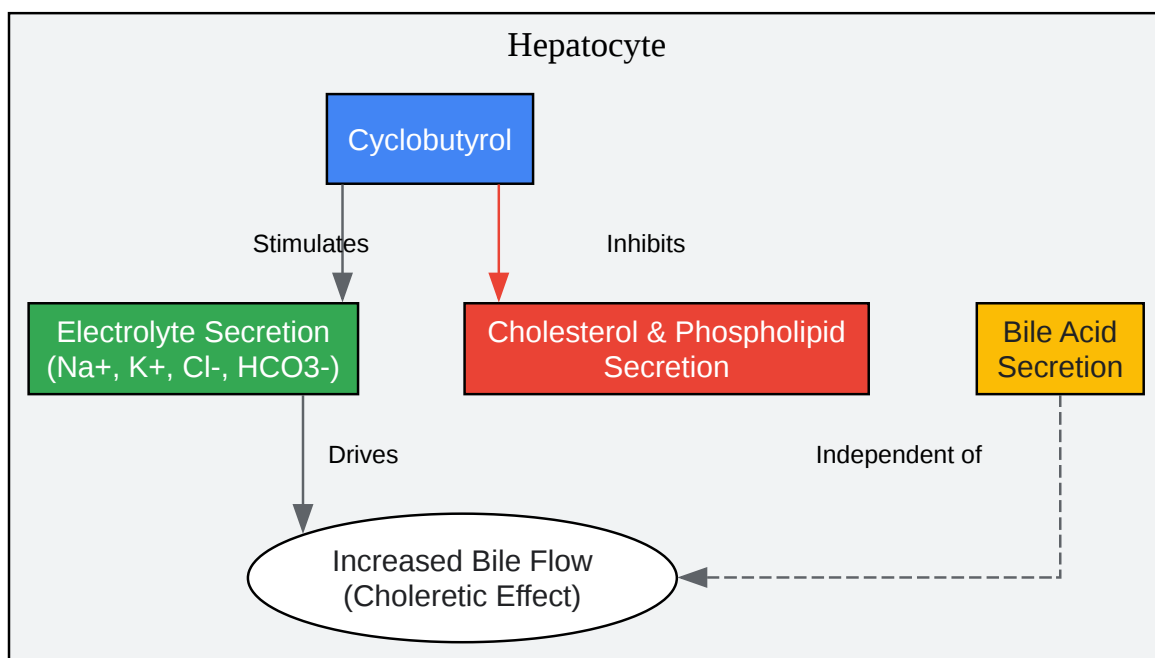 Hepatocyte
Cyclobutyrol
Stimulates
Inhibits
Electrolyte Secretion
(Na+, K+, Cl-, HCO3-)
Cholesterol & Phospholipid
Secretion
Bile Acid
Secretion
Drives
Independent of
Increased Bile Flow
(Choleretic Effect)